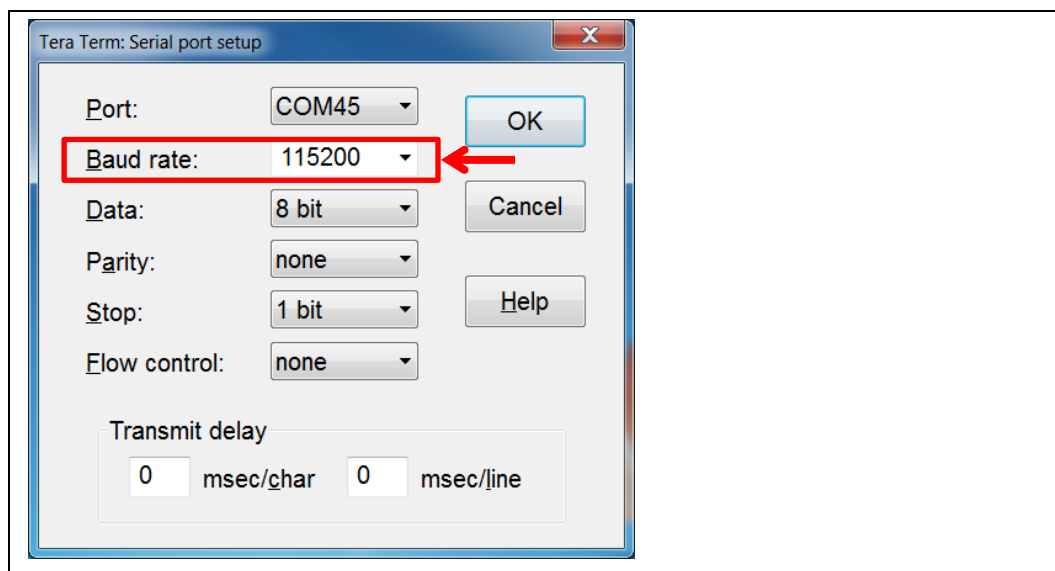 Tera Term: Serial port setup
Port: COM45 OK
Baud rate: 115200
Data: 8 bit Cancel
Parity: none
Stop: 1 bit Help
Flow control: none
Transmit delay
0 msec/char 0 msec/line